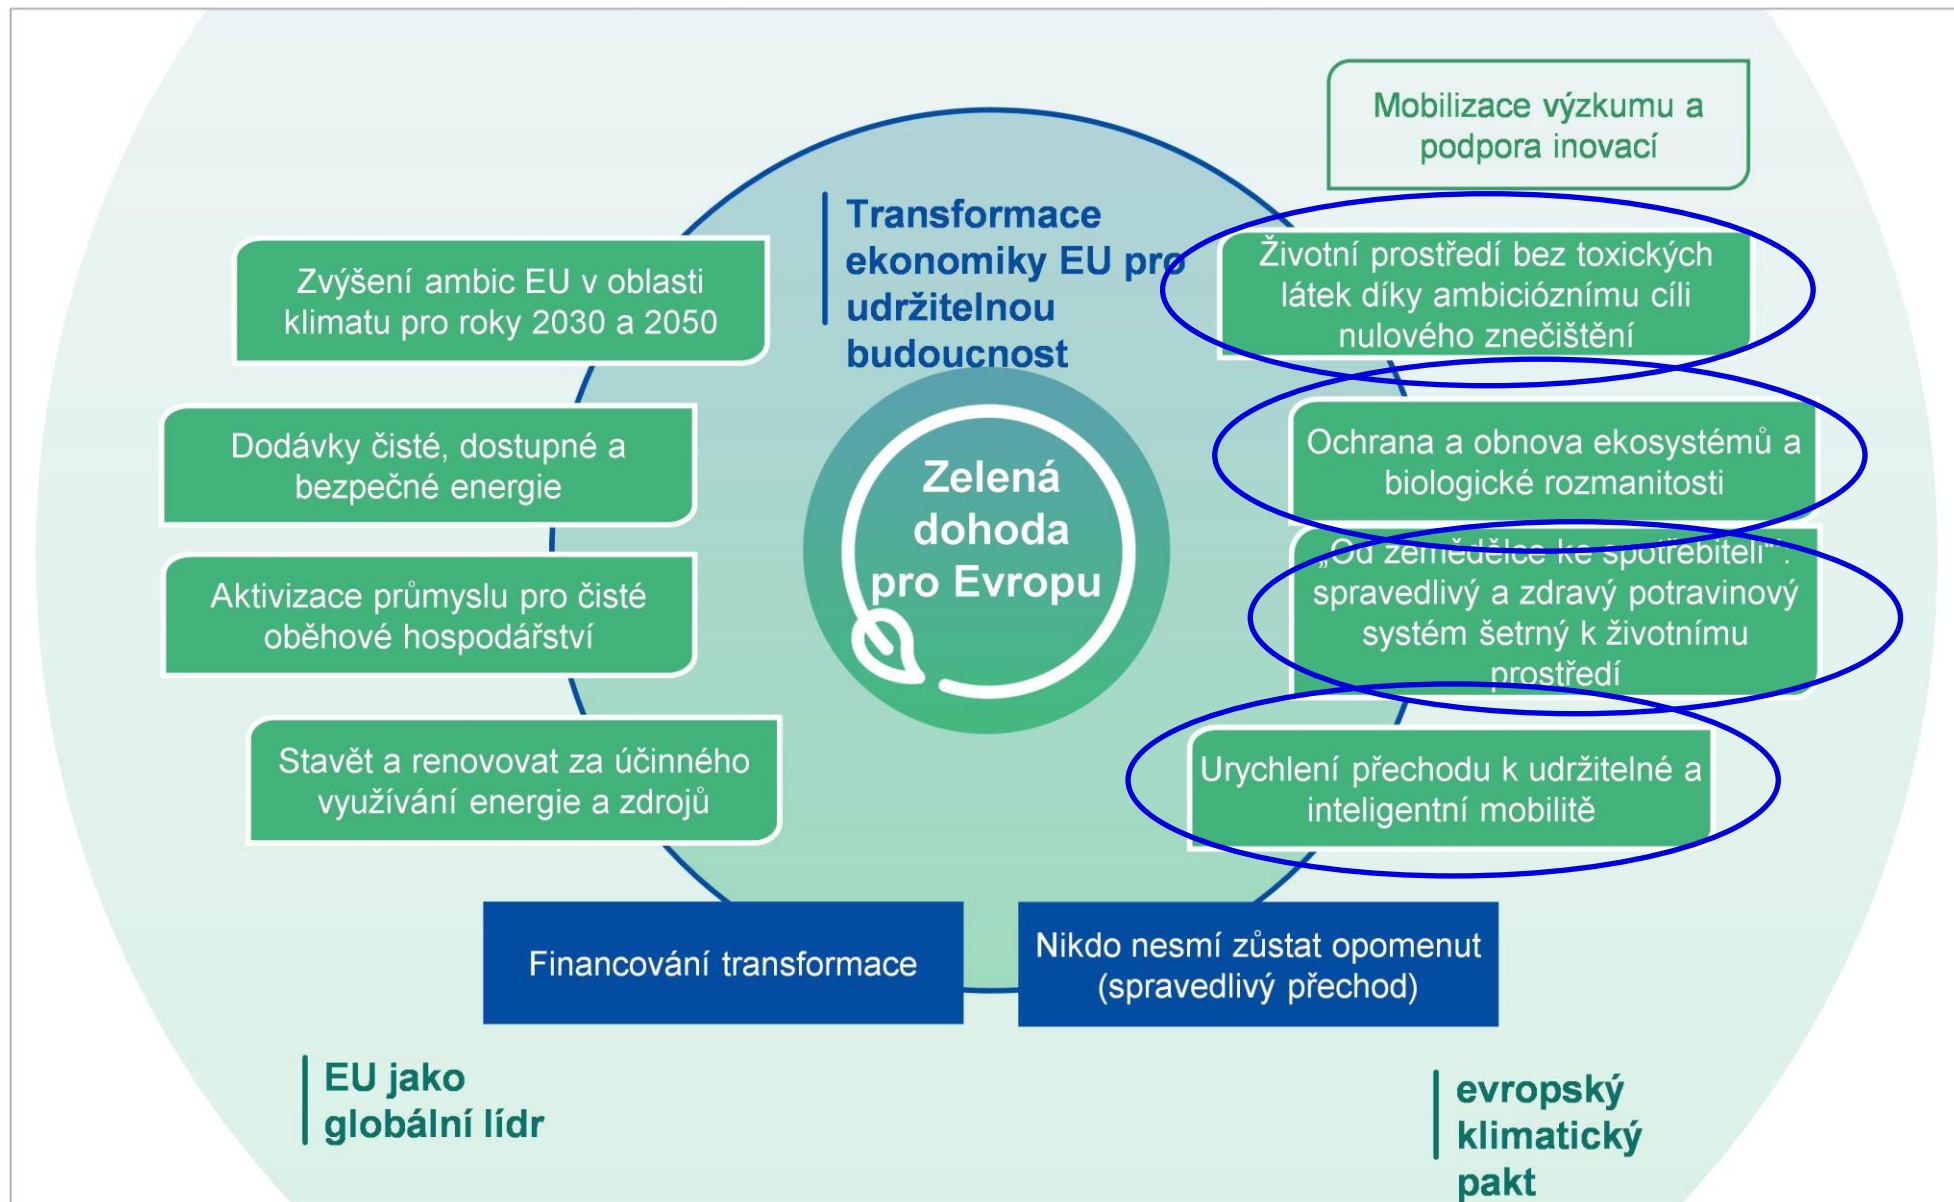 Mobilizace výzkumu a
podpora inovací
Transformace
ekonomiky EU pro
udržitelnou
budoucnost
Zvýšení ambic EU v oblasti
klimatu pro roky 2030 a 2050
Dodávky čisté, dostupné a
bezpečné energie
Aktivizace průmyslu pro čisté
oběhové hospodářství
Stavět a renovovat za účinného
využívání energie a zdrojů
Zelená
dohoda
pro Evropu
Životní prostředí bez toxických
látek díky ambicióznímu cíli
nulového znečištění
Ochrana a obnova ekosystémů a
biologické rozmanitosti
„Od zemědělce ke spotřebiteli“:
spravedlivý a zdravý potravinový
systém šetrný k životnímu
prostředí
Urychlení přechodu k udržitelné a
inteligentní mobilitě
Financování transformace
Nikdo nesmí zůstat opomenut
(spravedlivý přechod)
EU jako
globální lídr
evropský
klimatický
pakt